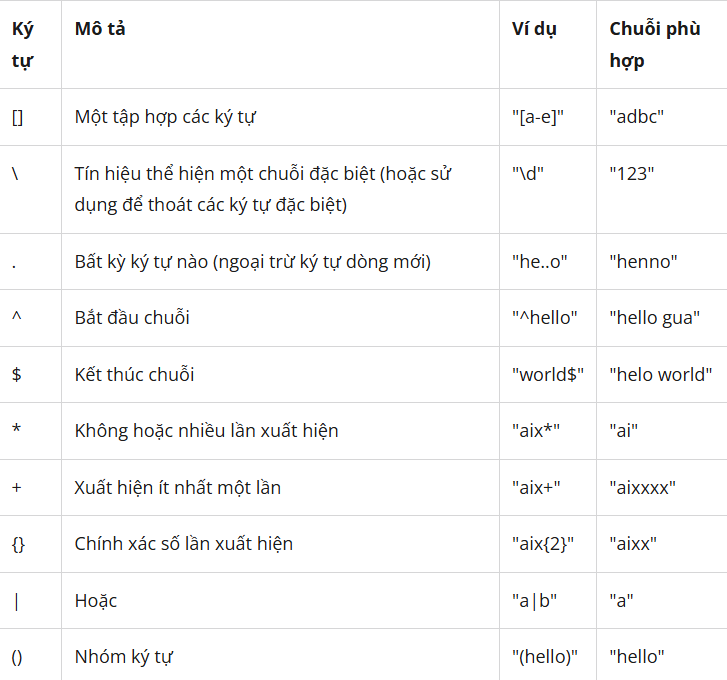 Ký tự | Mô tả | Ví dụ | Chuỗi phù hợp
[] | Một tập hợp các ký tự | "[a-e]" | "adbc"
\ | Tín hiệu thể hiện một chuỗi đặc biệt (hoặc sử dụng để thoát các ký tự đặc biệt) | "\d" | "123"
. | Bất kỳ ký tự nào (ngoại trừ ký tự dòng mới) | "he..o" | "henno"
^ | Bắt đầu chuỗi | "^hello" | "hello gua"
$ | Kết thúc chuỗi | "world$" | "helo world"
* | Không hoặc nhiều lần xuất hiện | "aix*" | "ai"
+ | Xuất hiện ít nhất một lần | "aix+" | "aixxxx"
{} | Chính xác số lần xuất hiện | "aix{2}" | "aixx"
| | Hoặc | "a|b" | "a"
() | Nhóm ký tự | "(hello)" | "hello"